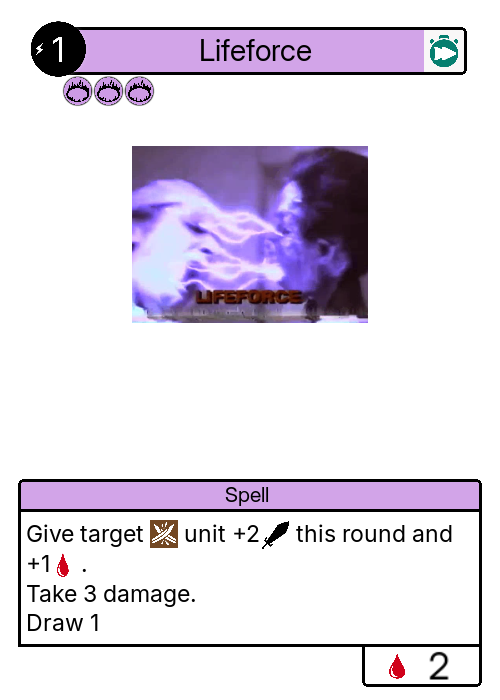 1 Lifeforce
LIFEFORCE
Spell
Give target unit +2 this round and
+1 .
Take 3 damage.
Draw 1
2